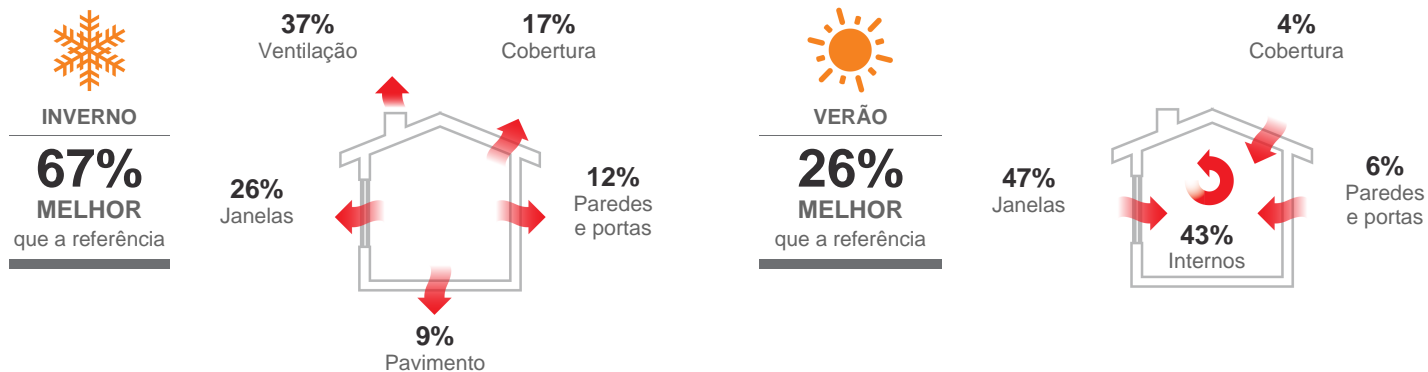 INVERNO
67%
MELHOR
que a referência
37%
Ventilação
17%
Cobertura
26%
Janelas
12%
Paredes
e portas
9%
Pavimento
VERÃO
26%
MELHOR
que a referência
4%
Cobertura
47%
Janelas
6%
Paredes
e portas
43%
Internos